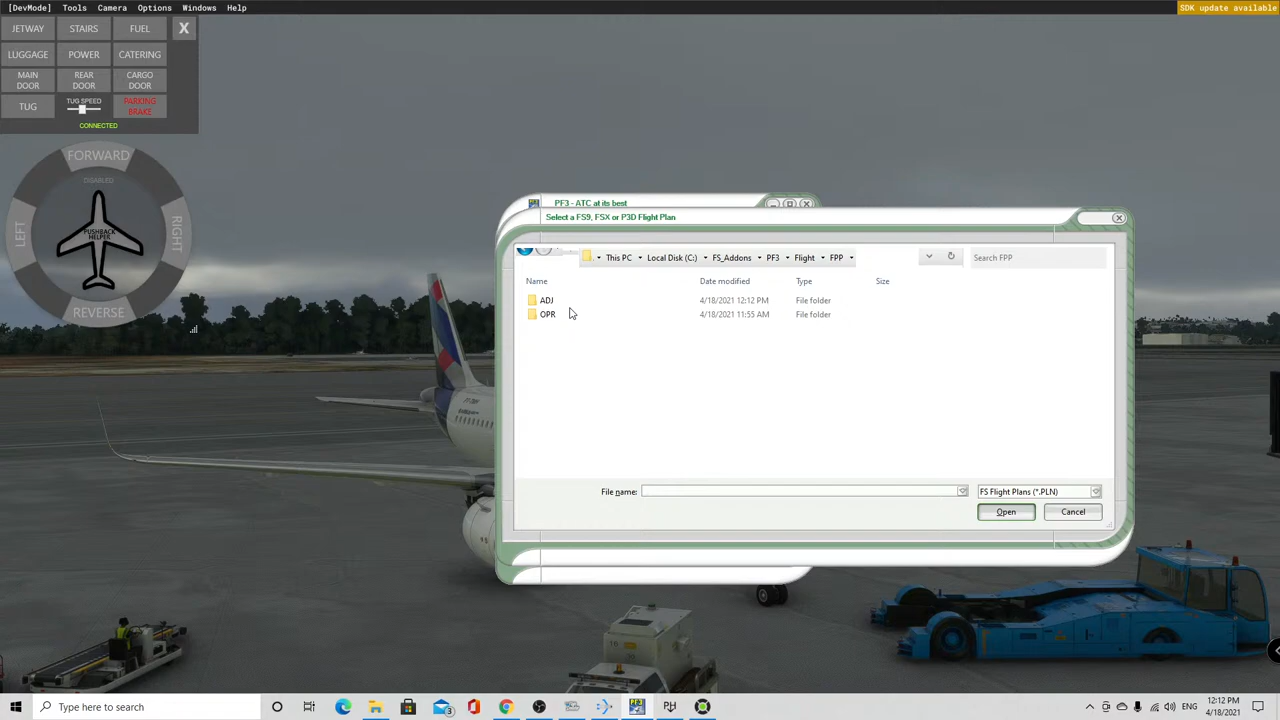 [DevMode] Tools Camera Options Windows Help
SDK update available
JETWAY STAIRS FUEL X
LUGGAGE POWER CATERING
MAIN DOOR REAR DOOR CARGO DOOR
TUG TUG SPEED PARKING BRAKE
CONNECTED
FORWARD
DISABLED
LEFT
PUSHBACK HELPER
RIGHT
REVERSE
PF3 - ATC at its best
Select a FS9, FSX or P3D Flight Plan
This PC Local Disk (C:) FS_Addons PF3 Flight FPP
Search FPP
Name Date modified Type Size
ADJ 4/18/2021 12:12 PM File folder
OPR 4/18/2021 11:55 AM File folder
File name:
FS Flight Plans (*.PLN)
Open Cancel
Type here to search
3
PF3
ENG
12:12 PM
4/18/2021